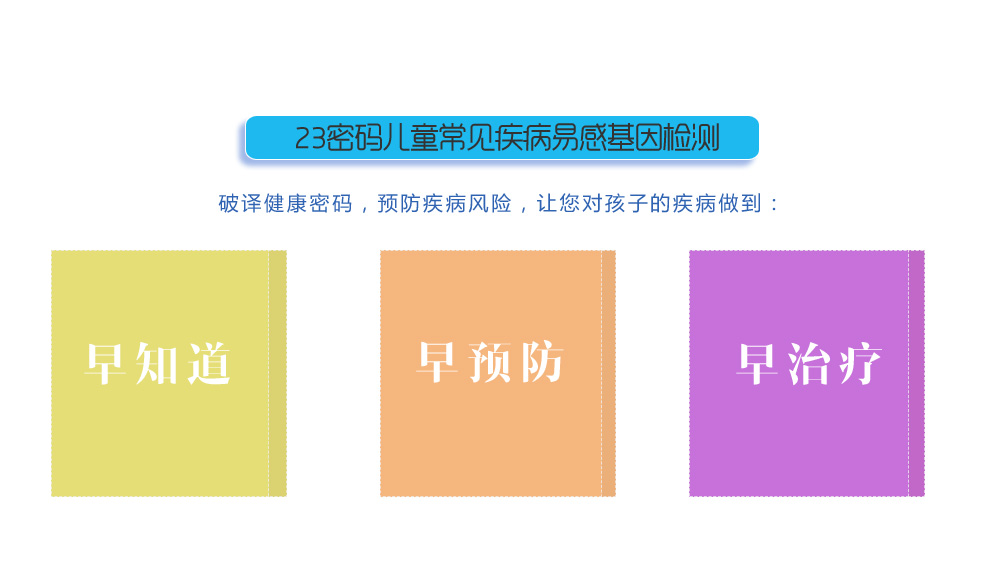 23密码儿童常见疾病易感基因检测
破译健康密码，预防疾病风险，让您对孩子的疾病做到：
早知道
早预防
早治疗